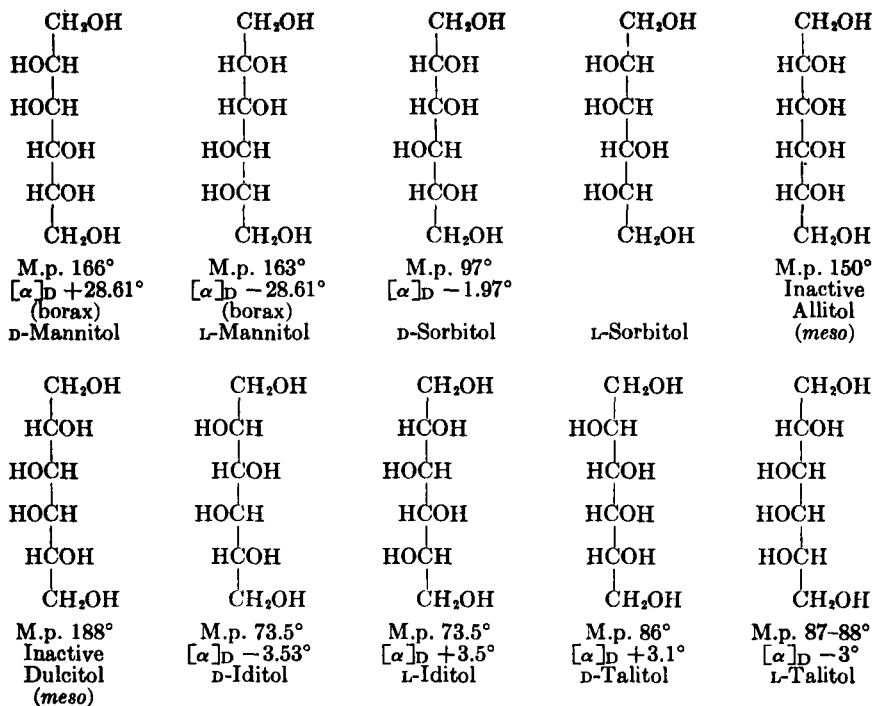 CH₂OH CH₂OH CH₂OH CH₂OH CH₂OH
HOCH HCOH HCOH HOCH HCOH
HOCH HCOH HCOH HOCH HCOH
HCOH HOCH HOCH HCOH HCOH
HCOH HOCH HCOH HOCH HCOH
CH₂OH CH₂OH CH₂OH CH₂OH CH₂OH
M.p. 166° M.p. 163° M.p. 97° M.p. 150°
[α]D +28.61° [α]D −28.61° [α]D −1.97° Inactive
(borax) (borax) Allitol
D-Mannitol L-Mannitol D-Sorbitol L-Sorbitol (meso)
CH₂OH CH₂OH CH₂OH CH₂OH CH₂OH
HCOH HOCH HCOH HOCH HCOH
HOCH HCOH HOCH HCOH HOCH
HOCH HOCH HCOH HCOH HOCH
HCOH HCOH HOCH HCOH HOCH
CH₂OH CH₂OH CH₂OH CH₂OH CH₂OH
M.p. 188° M.p. 73.5° M.p. 73.5° M.p. 86° M.p. 87–88°
Inactive [α]D −3.53° [α]D +3.5° [α]D +3.1° [α]D −3°
Dulcitol D-Iditol L-Iditol D-Talitol L-Talitol
(meso)